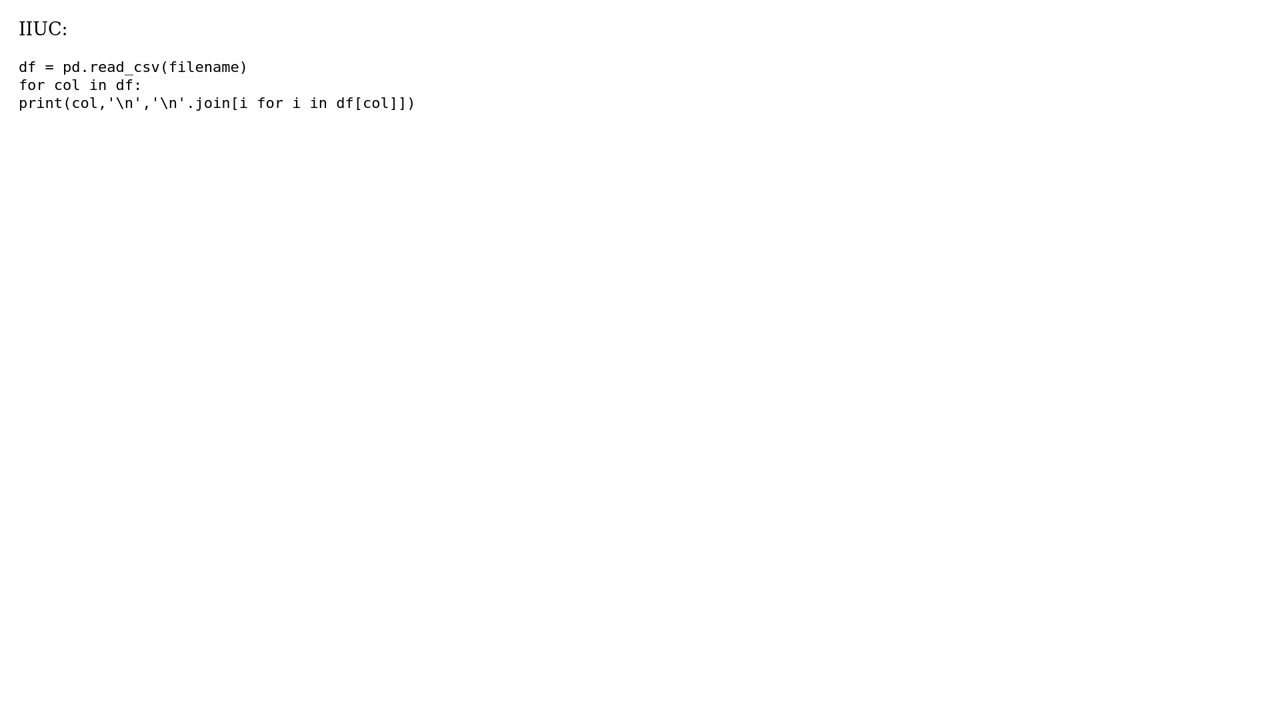 IIUC:
df = pd.read_csv(filename)
for col in df:
print(col,'\n','\n'.join[i for i in df[col]])